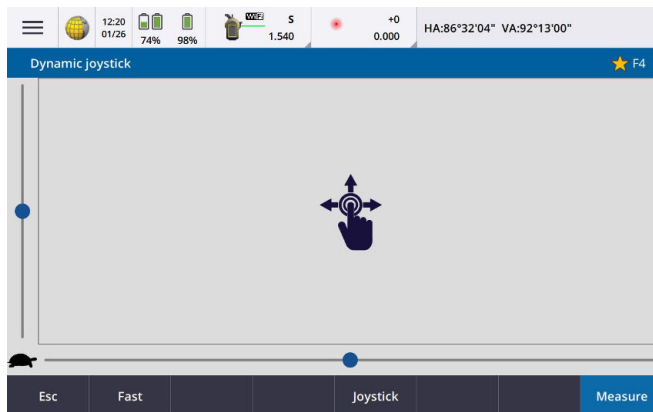 12:20
01/26
74%
98%
WIFI
S
1.540
+0
0.000
HA:86°32'04" VA:92°13'00"
Dynamic joystick
F4
Esc
Fast
Joystick
Measure